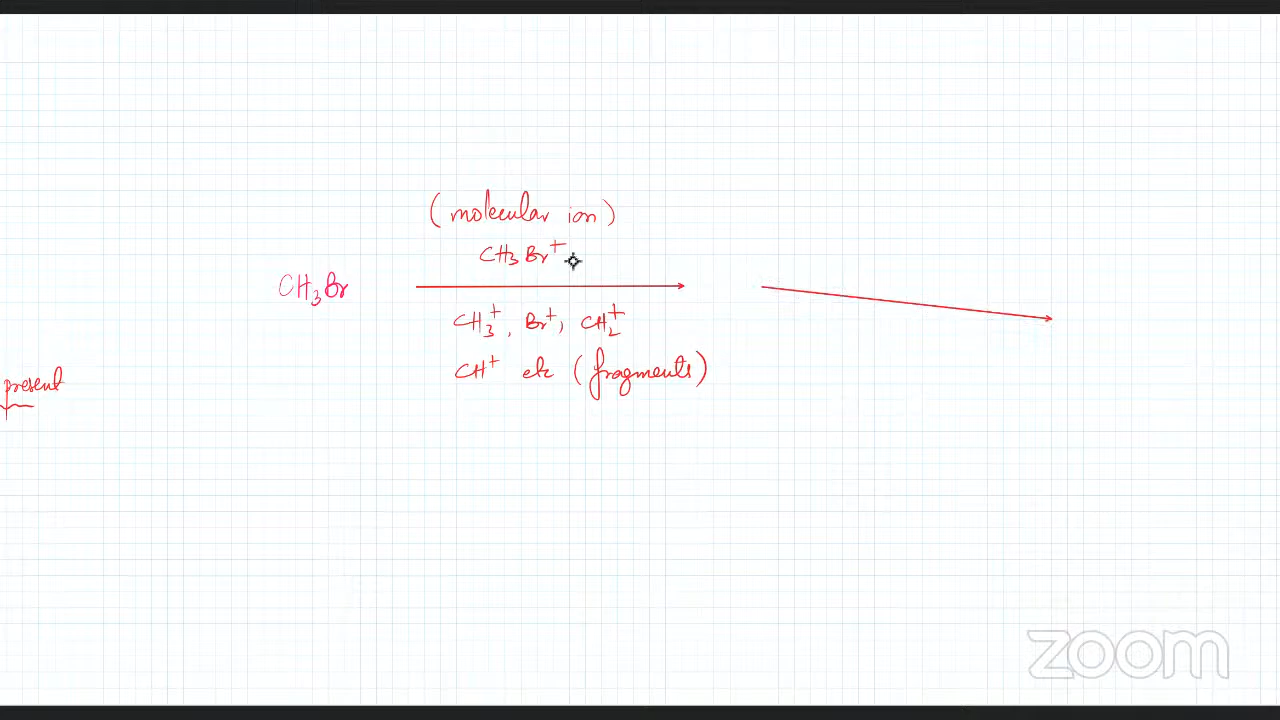 (molecular ion)
CH3Br+
CH3Br
CH3+, Br+, CH2+
CH+ etc (fragments)
present
zoom